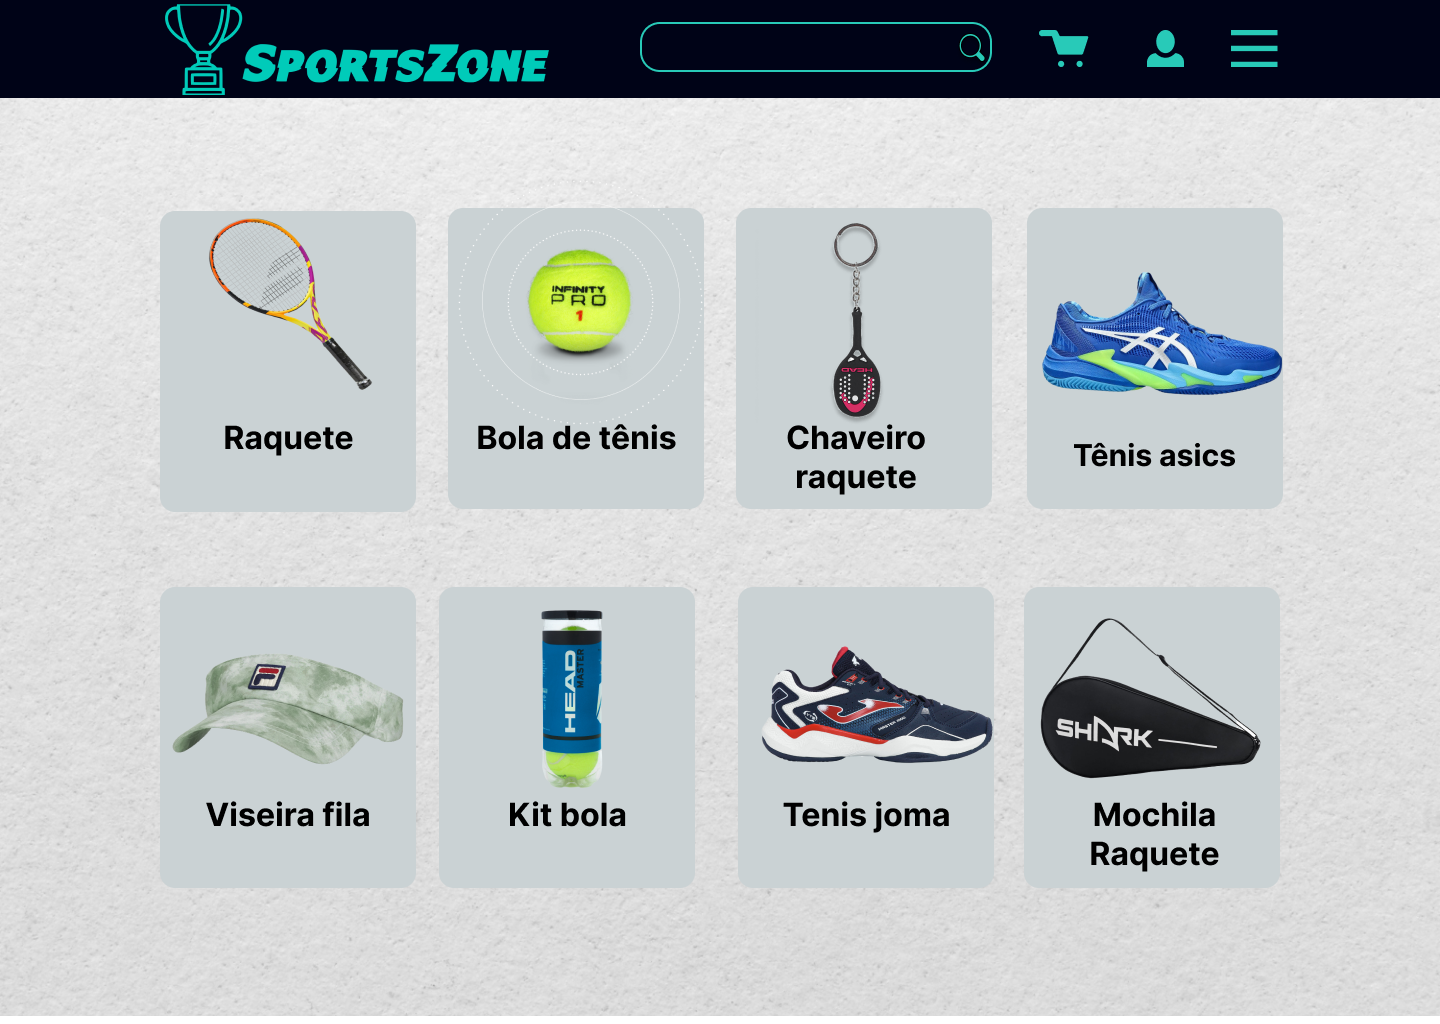 SPORTSZONE
INFINITY
PRO
1
HEAD
Raquete
Bola de tênis
Chaveiro
raquete
Tênis asics
F
HEAD
MASTER
SHARK
Viseira fila
Kit bola
Tenis joma
Mochila
Raquete